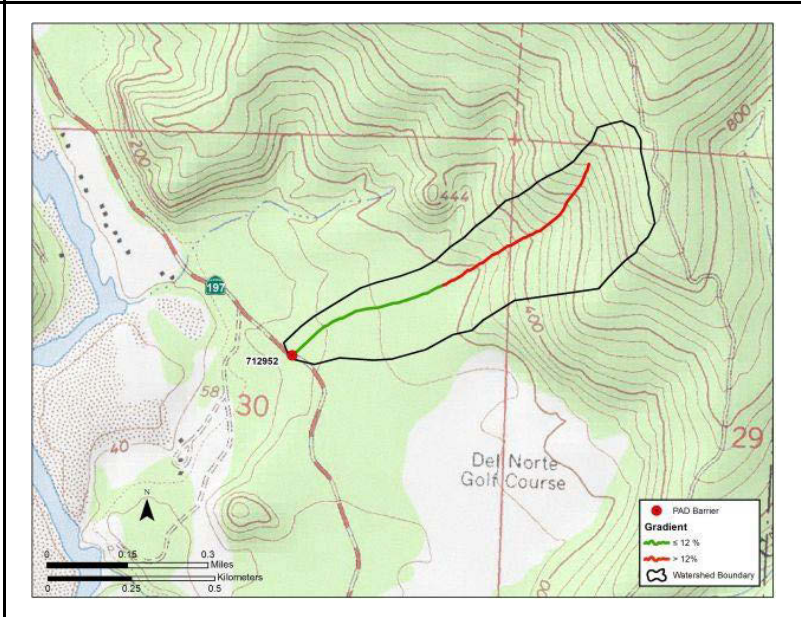 200
800
444
197
712952
400
58
30
40
29
Del Norte
Golf Course
N
0 0.15 0.3
Miles
Kilometers
0 0.25 0.5
PAD Barrier
Gradient
≤ 12 %
> 12%
Watershed Boundary